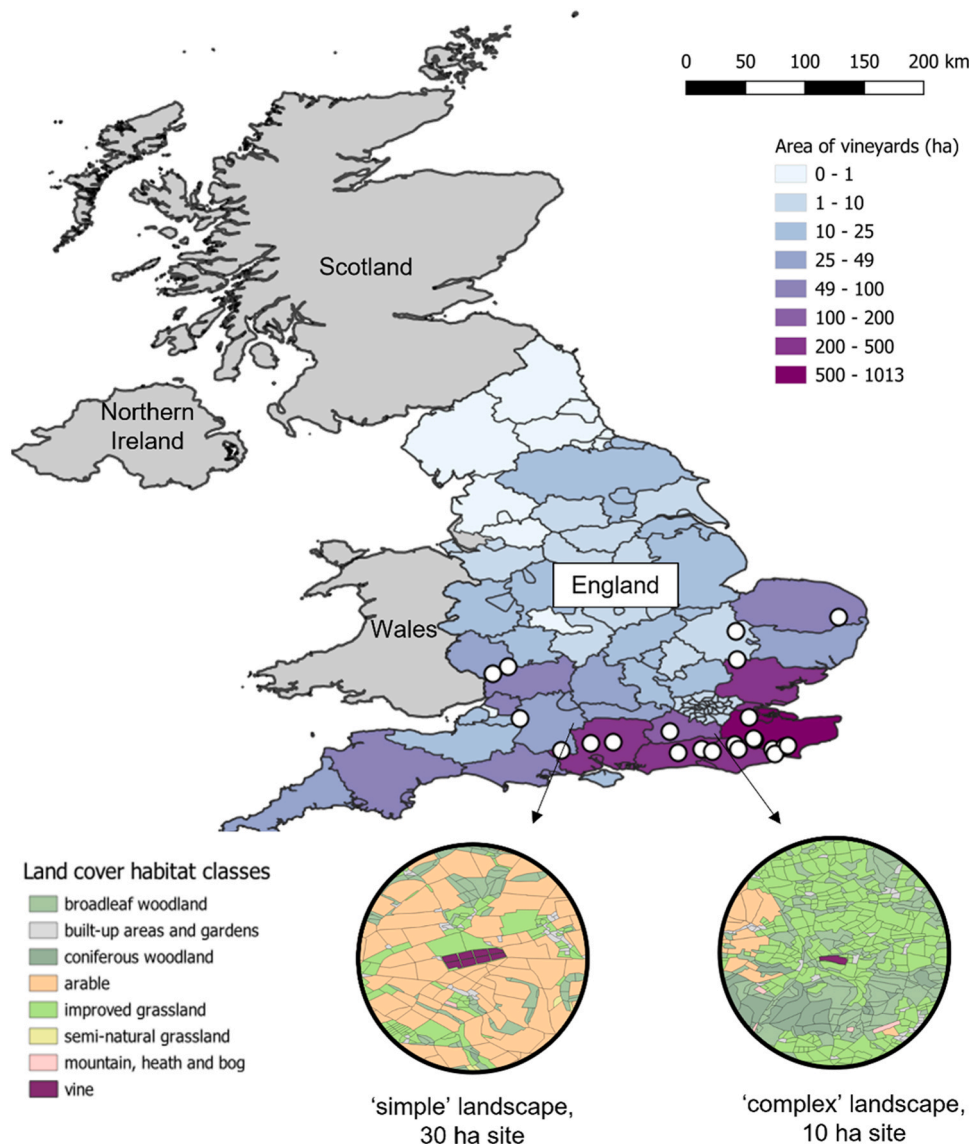 0 50 100 150 200 km
Area of vineyards (ha)
0 - 1
1 - 10
10 - 25
25 - 49
49 - 100
100 - 200
200 - 500
500 - 1013
Scotland
Northern
Ireland
England
Wales
Land cover habitat classes
broadleaf woodland
built-up areas and gardens
coniferous woodland
arable
improved grassland
semi-natural grassland
mountain, heath and bog
vine
'simple' landscape,
30 ha site
'complex' landscape,
10 ha site